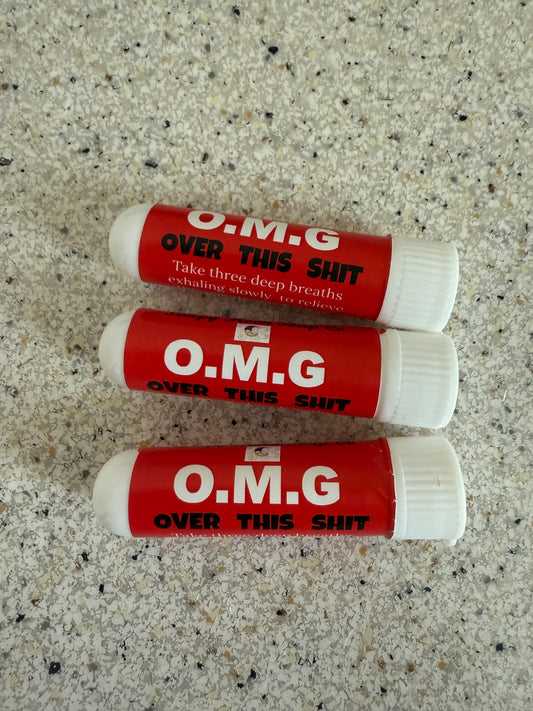 O.M.G
OVER THIS SHIT
Take three deep breaths
exhaling slowly to relieve
O.M.G
OVER THIS SHIT
O.M.G
OVER THIS SHIT